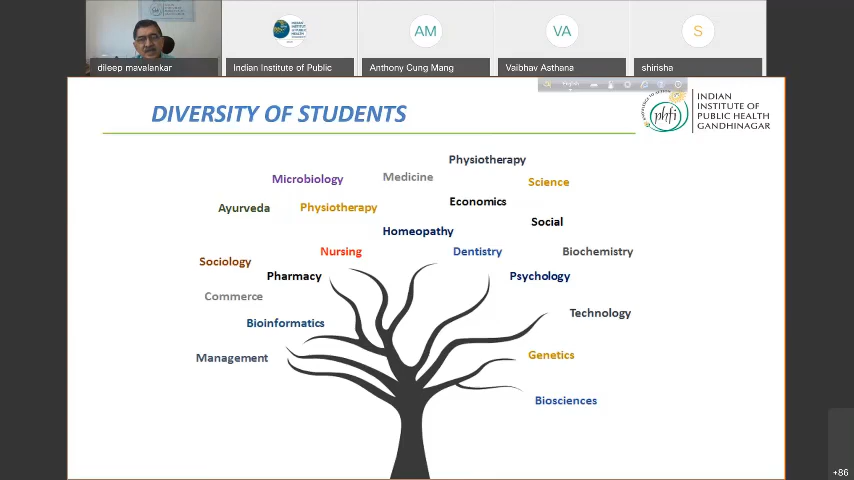 AM
VA
S
dileep mavalankar
Indian Institute of Public
Anthony Cung Mang
Vaibhav Asthana
shirisha
DIVERSITY OF STUDENTS
phfi
INDIAN
INSTITUTE OF
PUBLIC HEALTH
GANDHINAGAR
Physiotherapy
Microbiology
Medicine
Science
Ayurveda
Physiotherapy
Economics
Social
Homeopathy
Nursing
Dentistry
Biochemistry
Sociology
Pharmacy
Psychology
Commerce
Technology
Bioinformatics
Management
Genetics
Biosciences
+86